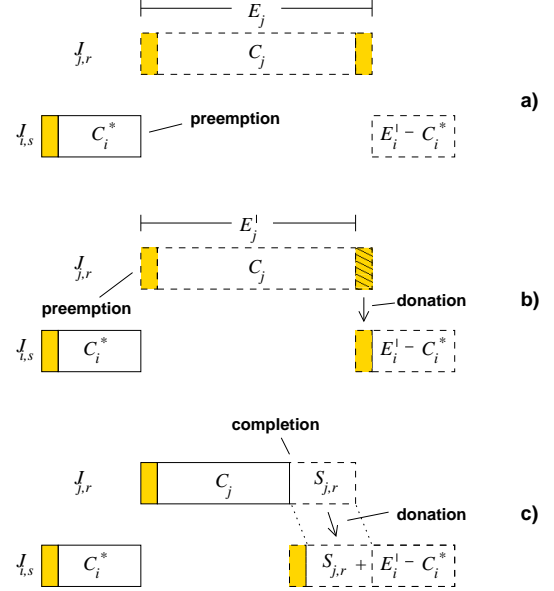 E_j
J_{j,r} C_j
a)
J_{i,s} C_i^* preemption E_i^| − C_i^*
E_j^|
J_{j,r} C_j
preemption donation b)
J_{i,s} C_i^* E_i^| − C_i^*
completion
J_{j,r} C_j S_{j,r}
donation c)
J_{i,s} C_i^* S_{j,r} + E_i^| − C_i^*